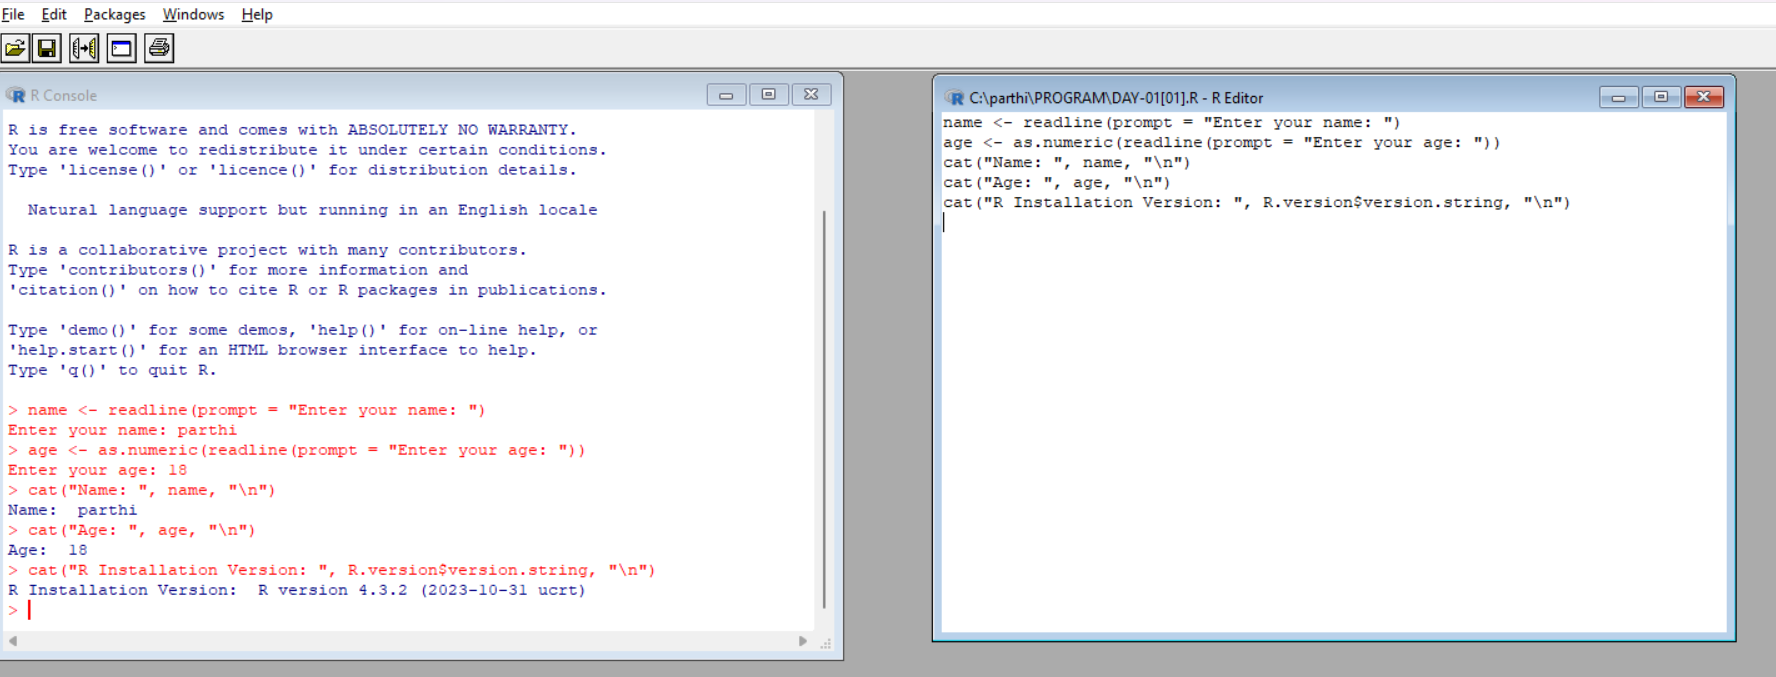 File Edit Packages Windows Help
R Console
R is free software and comes with ABSOLUTELY NO WARRANTY.
You are welcome to redistribute it under certain conditions.
Type 'license()' or 'licence()' for distribution details.
  Natural language support but running in an English locale
R is a collaborative project with many contributors.
Type 'contributors()' for more information and
'citation()' on how to cite R or R packages in publications.
Type 'demo()' for some demos, 'help()' for on-line help, or
'help.start()' for an HTML browser interface to help.
Type 'q()' to quit R.
> name <- readline(prompt = "Enter your name: ")
Enter your name: parthi
> age <- as.numeric(readline(prompt = "Enter your age: "))
Enter your age: 18
> cat("Name: ", name, "\n")
Name:  parthi
> cat("Age: ", age, "\n")
Age:  18
> cat("R Installation Version: ", R.version$version.string, "\n")
R Installation Version:  R version 4.3.2 (2023-10-31 ucrt)
>
C:\parthi\PROGRAM\DAY-01[01].R - R Editor
name <- readline(prompt = "Enter your name: ")
age <- as.numeric(readline(prompt = "Enter your age: "))
cat("Name: ", name, "\n")
cat("Age: ", age, "\n")
cat("R Installation Version: ", R.version$version.string, "\n")